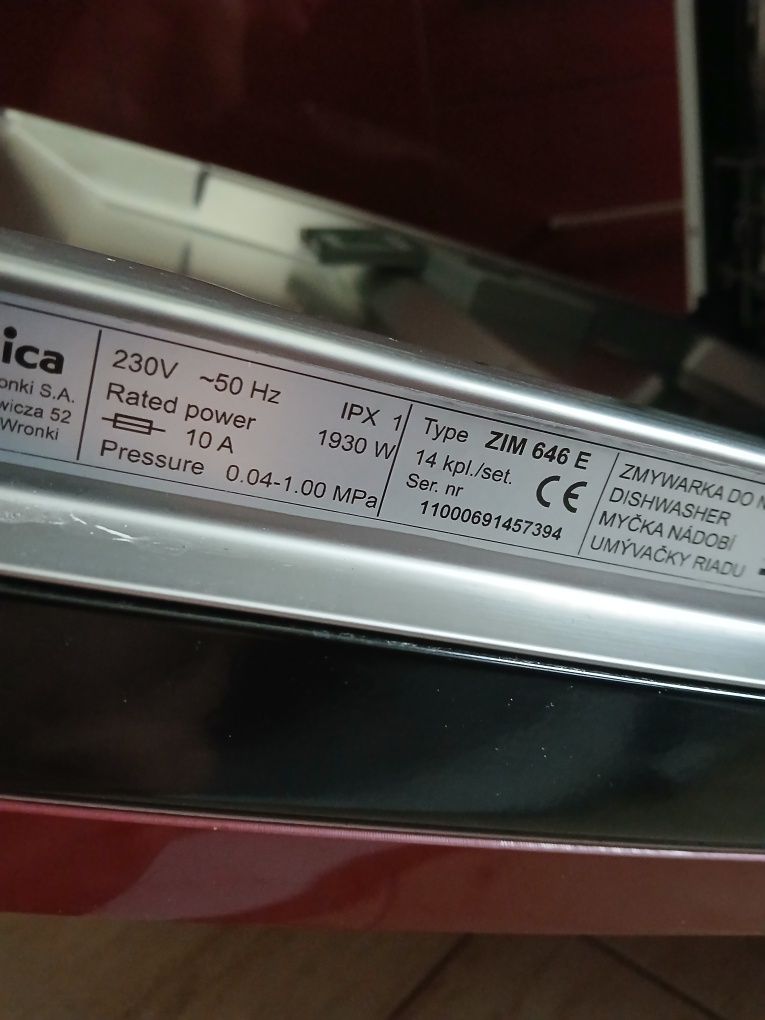 ica
onki S.A.
wicza 52
Wronki
230V ~50 Hz
Rated power
IPX 1
10 A
1930 W
Pressure 0.04-1.00 MPa
Type ZIM 646 E
14 kpl./set.
CE
Ser. nr
11000691457394
ZMYWARKA DO N
DISHWASHER
MYČKA NÁDOBÍ
UMÝVAČKY RIADU